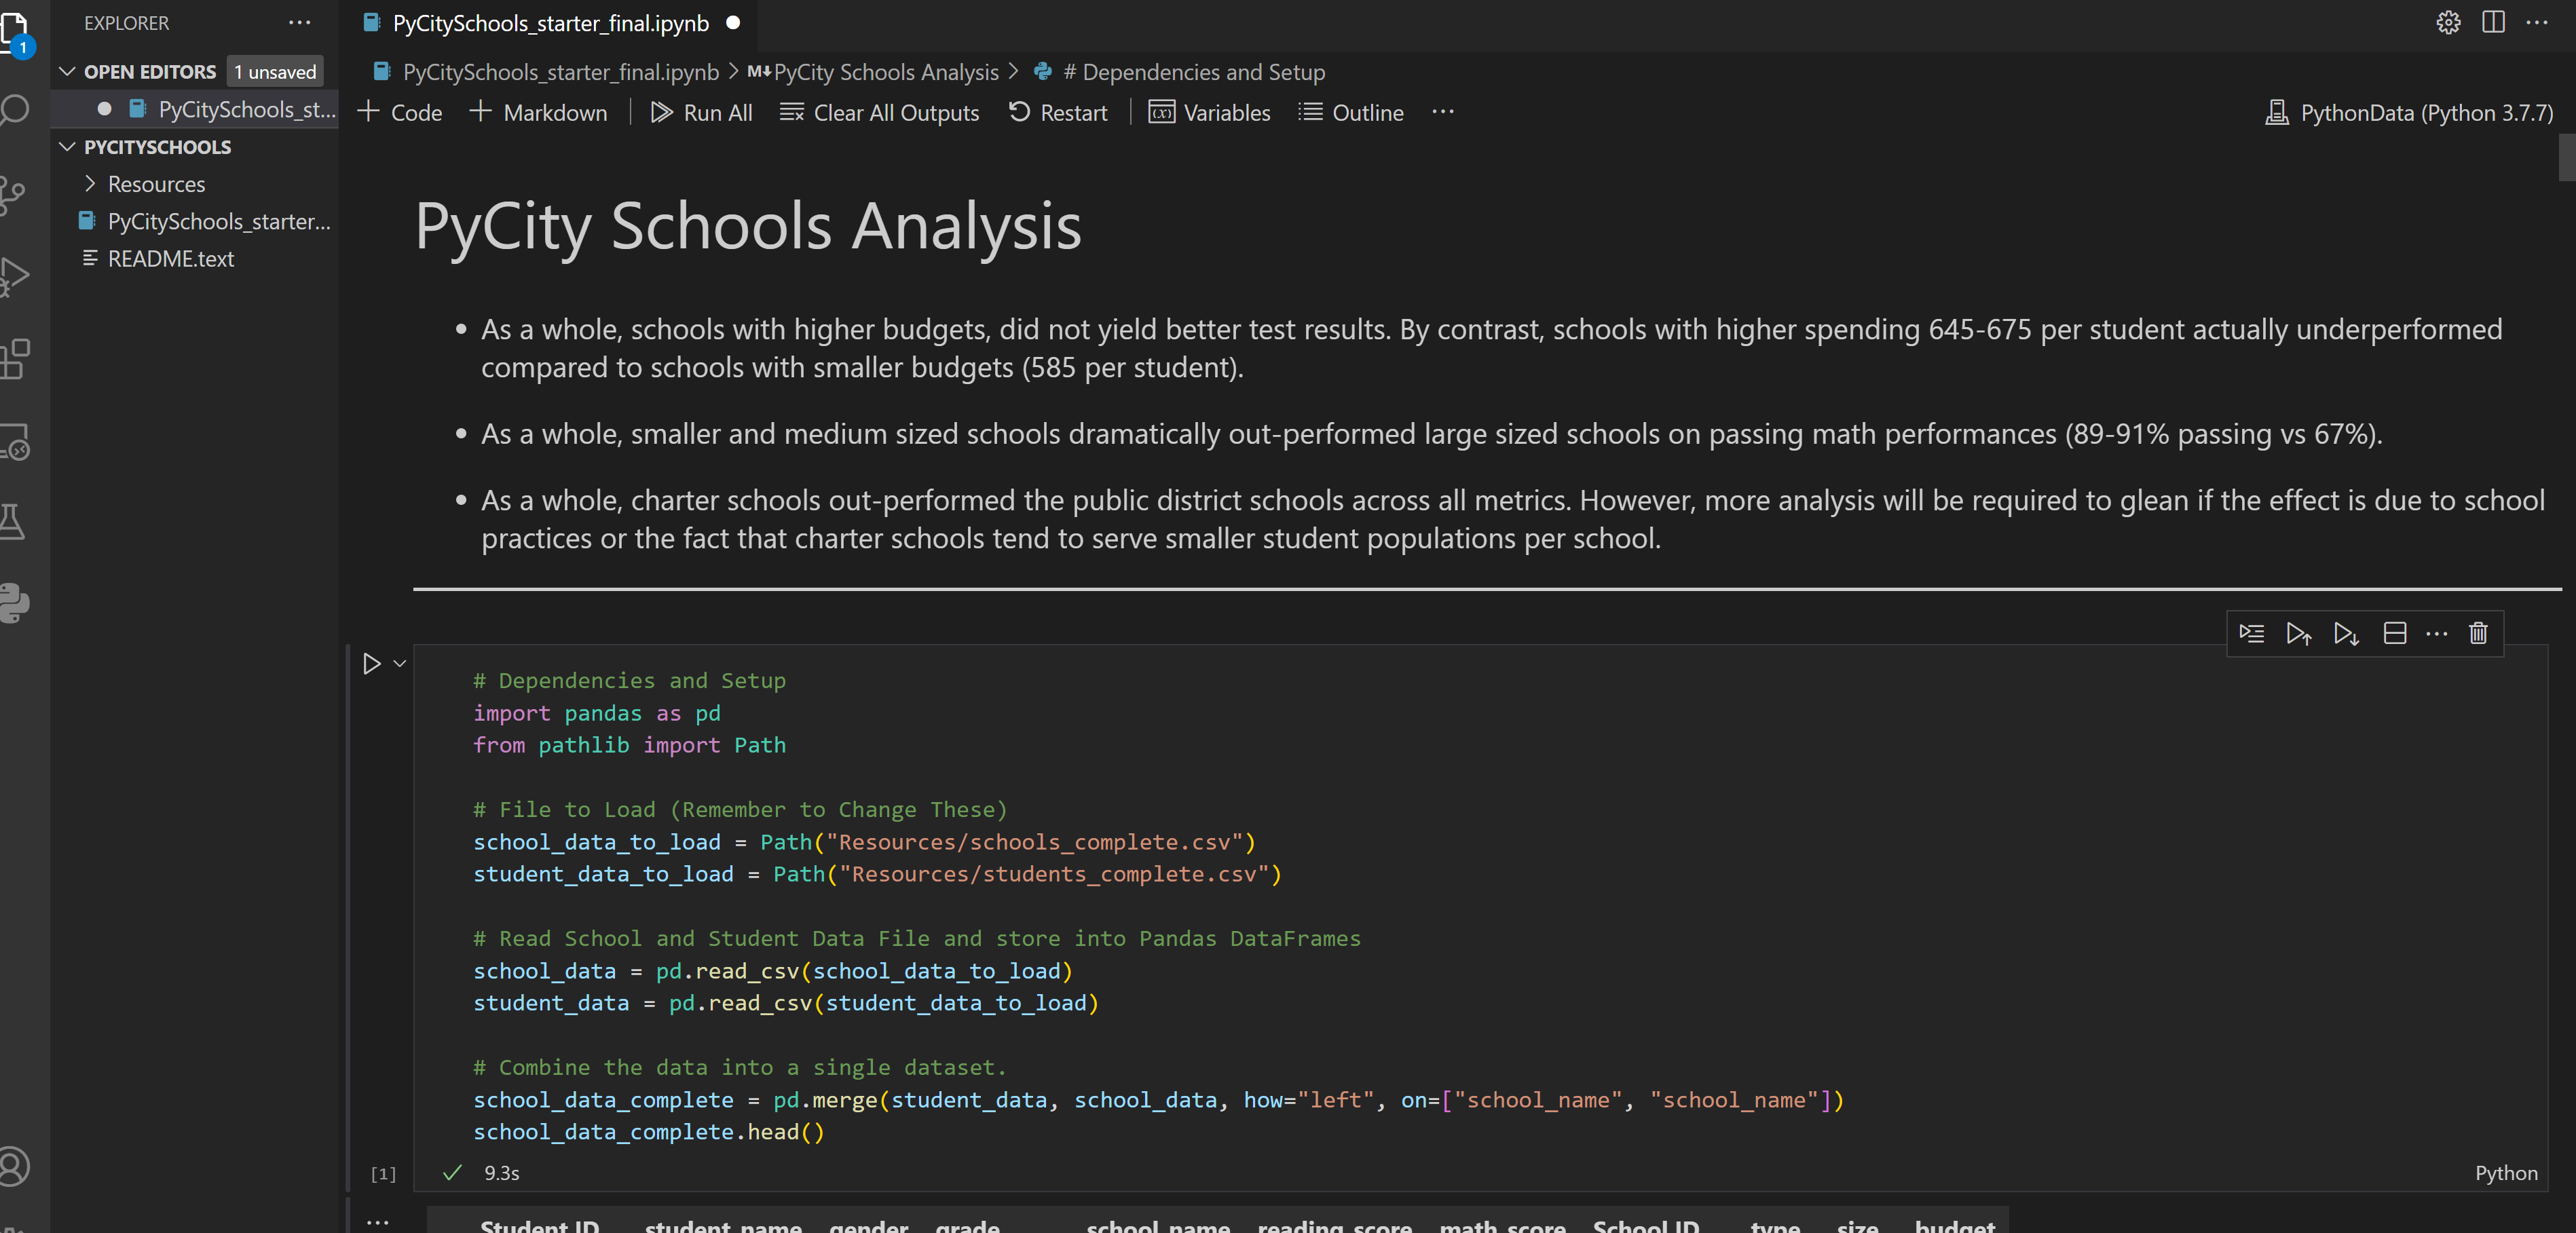 EXPLORER
PyCitySchools_starter_final.ipynb
1
OPEN EDITORS 1 unsaved
PyCitySchools_starter_final.ipynb > M↓PyCity Schools Analysis > # Dependencies and Setup
PyCitySchools_st...
+ Code + Markdown Run All Clear All Outputs Restart Variables Outline ... PythonData (Python 3.7.7)
PYCITYSCHOOLS
Resources
PyCitySchools_starter...
README.text
PyCity Schools Analysis
• As a whole, schools with higher budgets, did not yield better test results. By contrast, schools with higher spending 645-675 per student actually underperformed
compared to schools with smaller budgets (585 per student).
• As a whole, smaller and medium sized schools dramatically out-performed large sized schools on passing math performances (89-91% passing vs 67%).
• As a whole, charter schools out-performed the public district schools across all metrics. However, more analysis will be required to glean if the effect is due to school
practices or the fact that charter schools tend to serve smaller student populations per school.
# Dependencies and Setup
import pandas as pd
from pathlib import Path
# File to Load (Remember to Change These)
school_data_to_load = Path("Resources/schools_complete.csv")
student_data_to_load = Path("Resources/students_complete.csv")
# Read School and Student Data File and store into Pandas DataFrames
school_data = pd.read_csv(school_data_to_load)
student_data = pd.read_csv(student_data_to_load)
# Combine the data into a single dataset.
school_data_complete = pd.merge(student_data, school_data, how="left", on=["school_name", "school_name"])
school_data_complete.head()
[1] 9.3s Python
Student ID student_name gender grade school_name reading_score math_score School ID type size budget